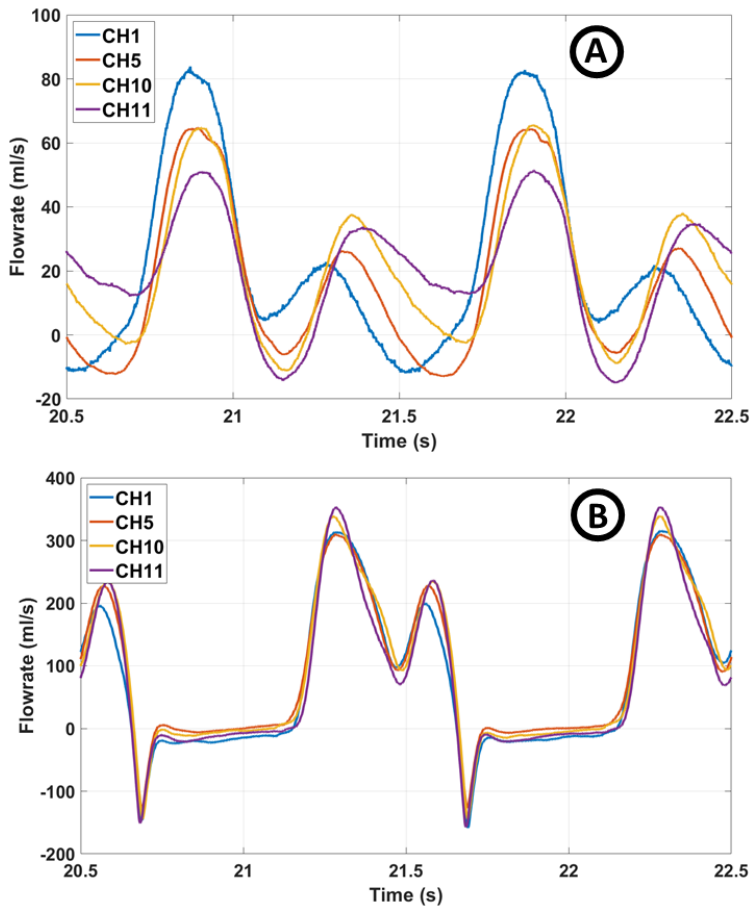 100
80
60
40
20
0
-20
Flowrate (ml/s)
CH1
CH5
CH10
CH11
A
20.5 21 21.5 22 22.5
Time (s)
400
300
200
100
0
-100
-200
Flowrate (ml/s)
CH1
CH5
CH10
CH11
B
20.5 21 21.5 22 22.5
Time (s)